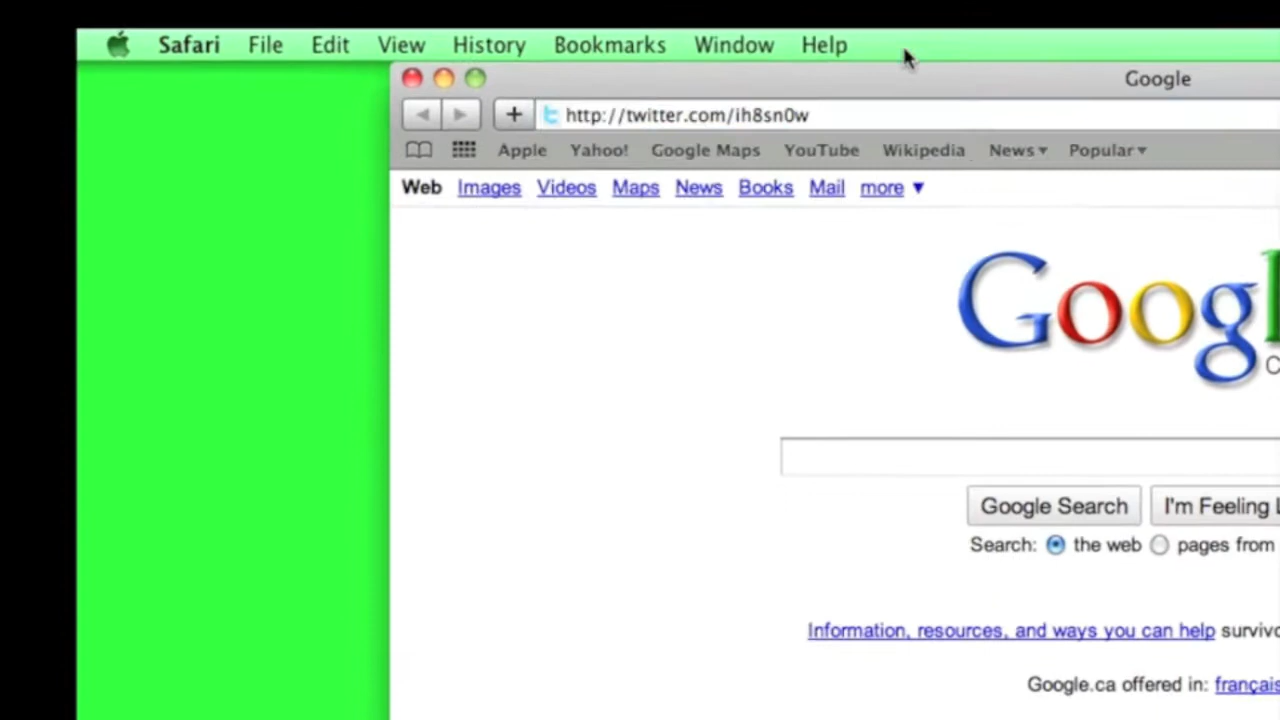 Safari File Edit View History Bookmarks Window Help
Google
http://twitter.com/ih8sn0w
Apple Yahoo! Google Maps YouTube Wikipedia News Popular
Web Images Videos Maps News Books Mail more
Googl
Google Search I'm Feeling
Search: the web pages from
Information, resources, and ways you can help
Google.ca offered in: français